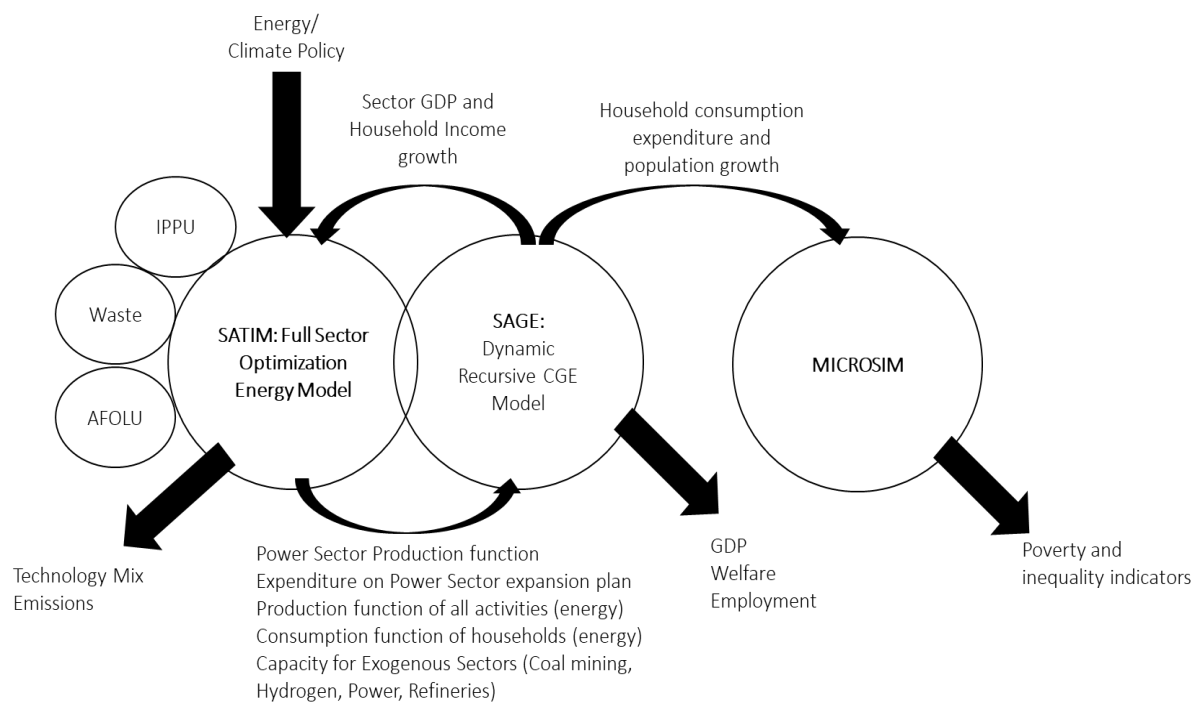 Energy/
Climate Policy
Sector GDP and
Household Income
growth
Household consumption
expenditure and
population growth
IPPU
Waste
AFOLU
SATIM: Full Sector
Optimization
Energy Model
SAGE:
Dynamic
Recursive CGE
Model
MICROSIM
Technology Mix
Emissions
Power Sector Production function
Expenditure on Power Sector expansion plan
Production function of all activities (energy)
Consumption function of households (energy)
Capacity for Exogenous Sectors (Coal mining,
Hydrogen, Power, Refineries)
GDP
Welfare
Employment
Poverty and
inequality indicators